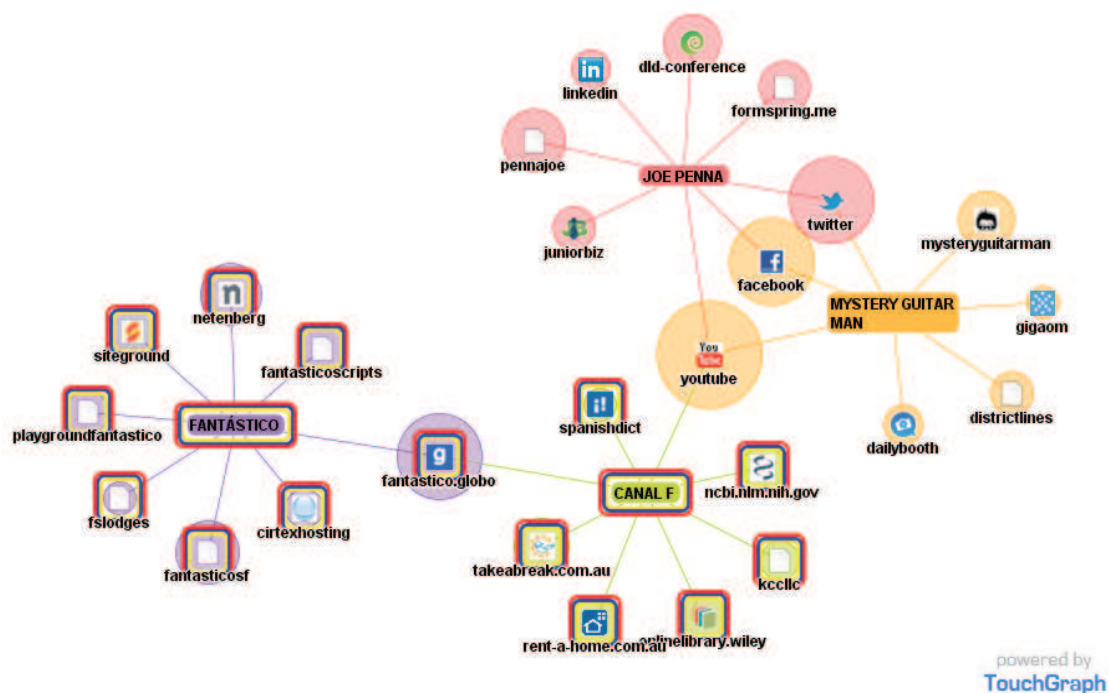 dld-conference
linkedin
formspring.me
pennajoe
JOE PENNA
twitter
mysteryguitarman
juniorbiz
facebook
MYSTERY GUITAR
MAN
gigaom
netenberg
siteground
fantasticoscripts
You
Tube
youtube
districtlines
dailybooth
playgroundfantastico
FANTÁSTICO
spanishdict
fantastico.globo
CANAL F
ncbi.nlm.nih.gov
fslodges
cirtexhosting
fantasticosf
takeabreak.com.au
kccllc
rent-a-home.com.au
onlinelibrary.wiley
powered by
TouchGraph